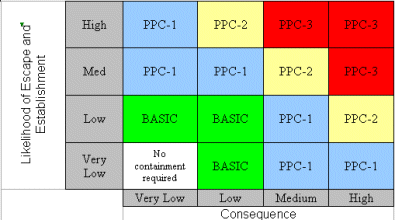 Likelihood of Escape and
Establishment
High
PPC-1
PPC-2
PPC-3
PPC-3
Med
PPC-1
PPC-1
PPC-2
PPC-3
Low
BASIC
BASIC
PPC-1
PPC-2
Very
Low
No
containment
required
BASIC
PPC-1
PPC-1
Very Low
Low
Medium
High
Consequence